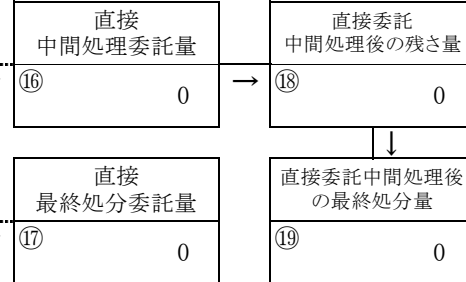 直接
中間処理委託量
⑯
0
→
直接委託
中間処理後の残さ量
⑱
0
↓
直接
最終処分委託量
⑰
0
直接委託中間処理後
の最終処分量
⑲
0